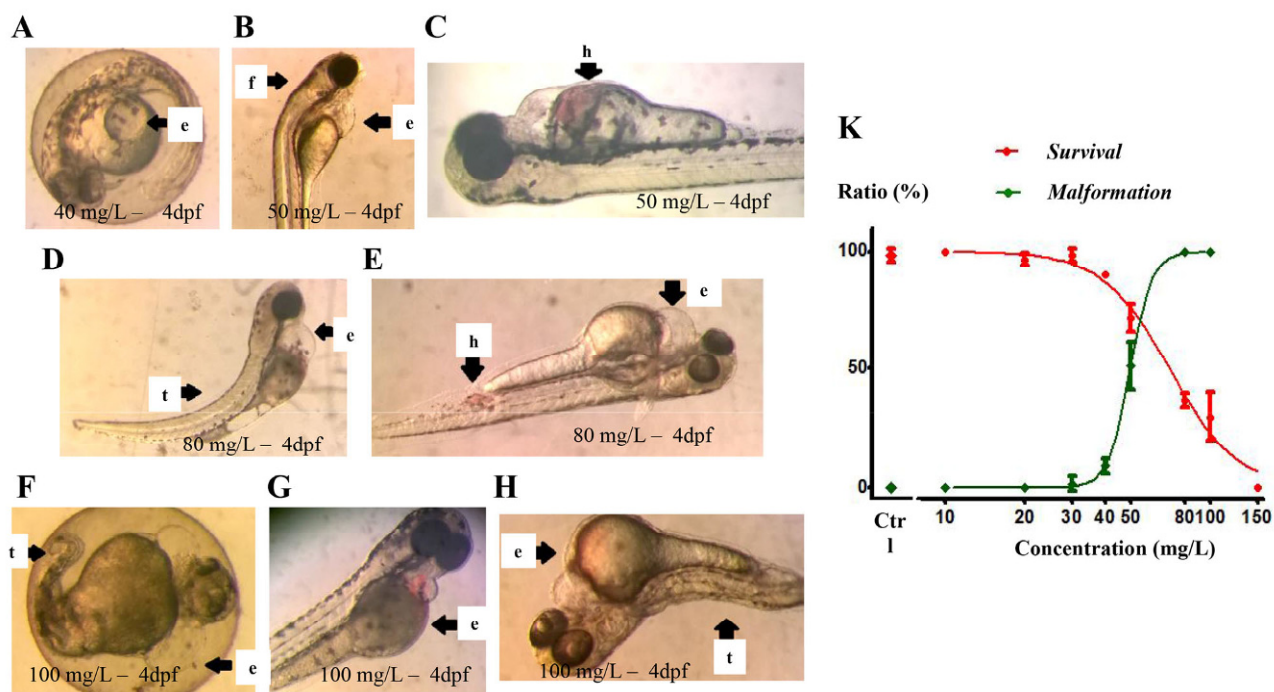 A
e
40 mg/L – 4dpf
B
f
e
50 mg/L – 4dpf
C
h
50 mg/L – 4dpf
D
e
t
80 mg/L – 4dpf
E
e
h
80 mg/L – 4dpf
F
t
e
100 mg/L – 4dpf
G
e
100 mg/L – 4dpf
H
e
t
100 mg/L – 4dpf
K
Survival
Ratio (%)
Malformation
100
50
0
Ctr
l
10 20 30 40 50 80 100 150
Concentration (mg/L)